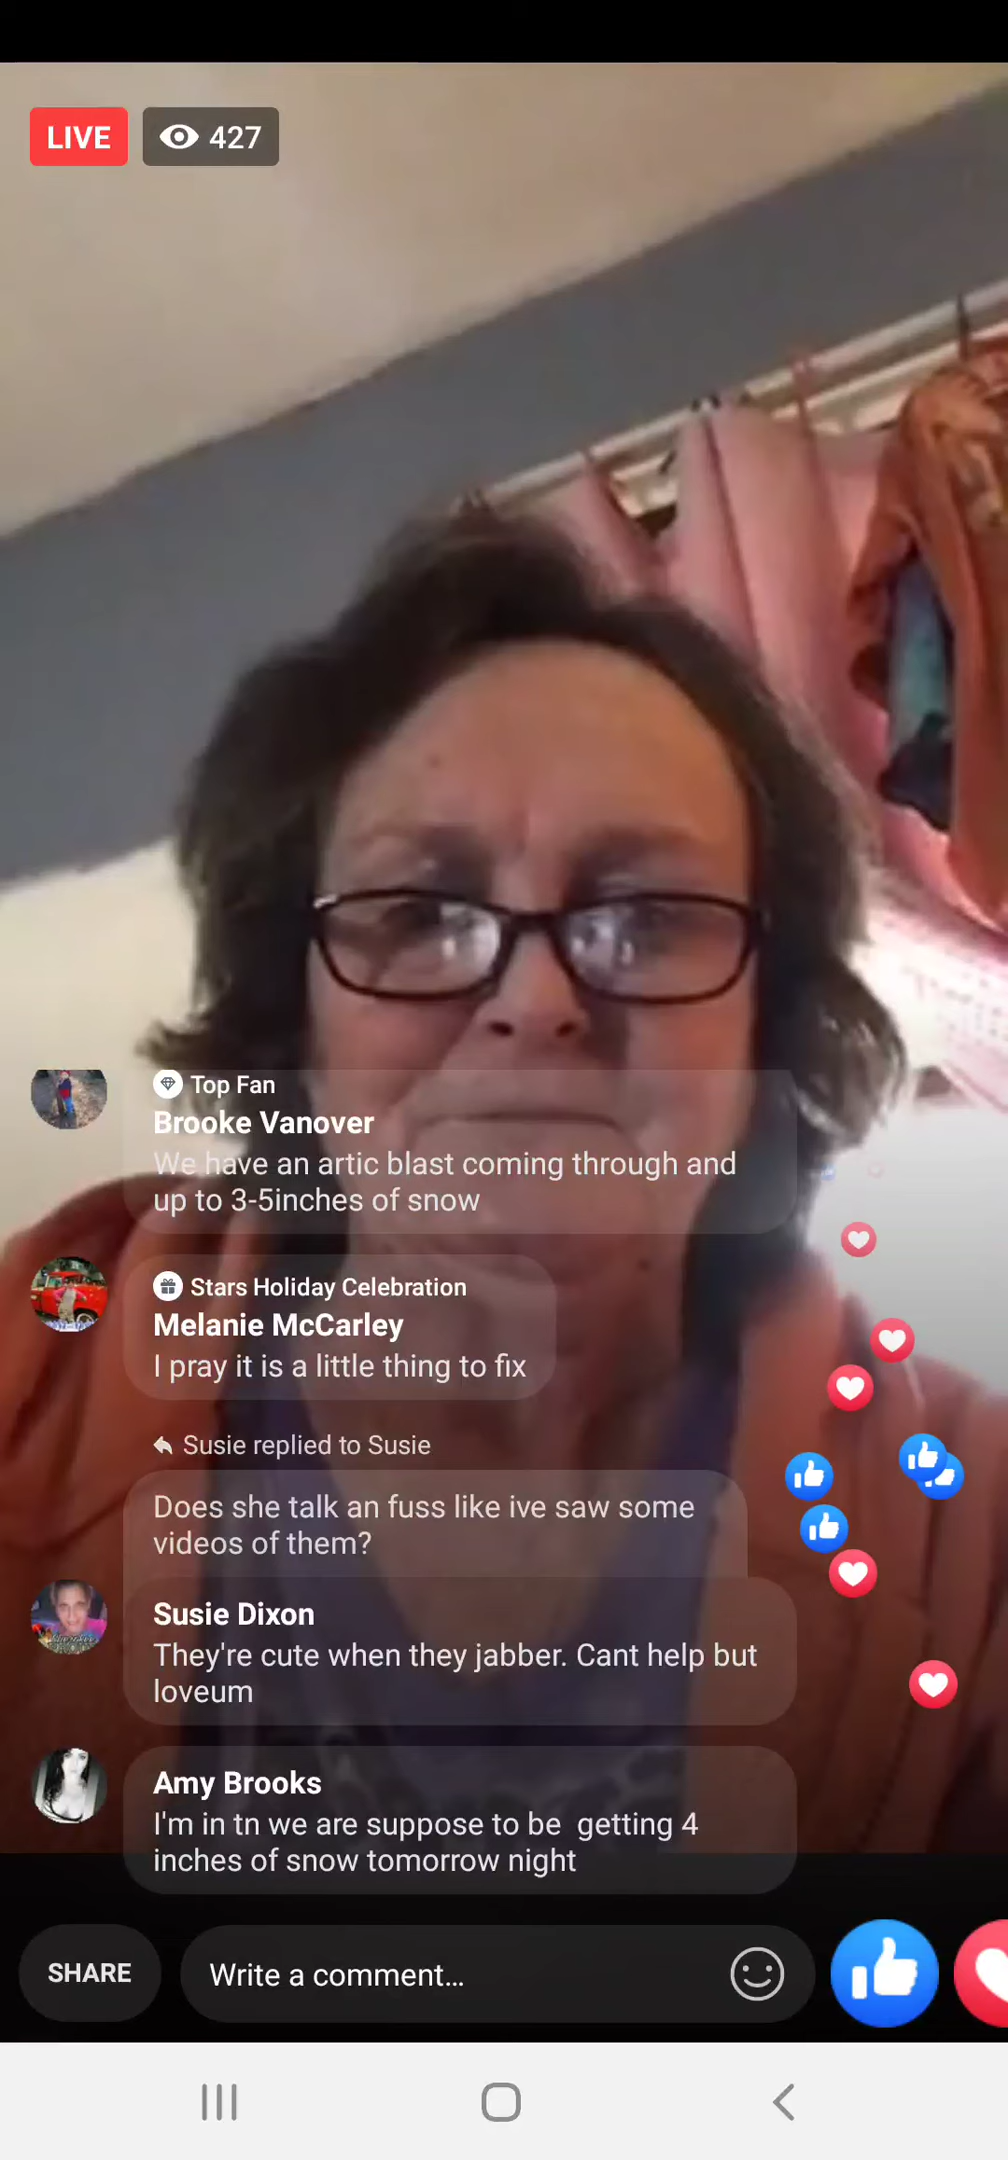 LIVE 427
Top Fan
Brooke Vanover
We have an artic blast coming through and
up to 3-5inches of snow
Stars Holiday Celebration
Melanie McCarley
I pray it is a little thing to fix
Susie replied to Susie
Does she talk an fuss like ive saw some
videos of them?
Susie Dixon
They're cute when they jabber. Cant help but
loveum
Amy Brooks
I'm in tn we are suppose to be  getting 4
inches of snow tomorrow night
SHARE Write a comment...